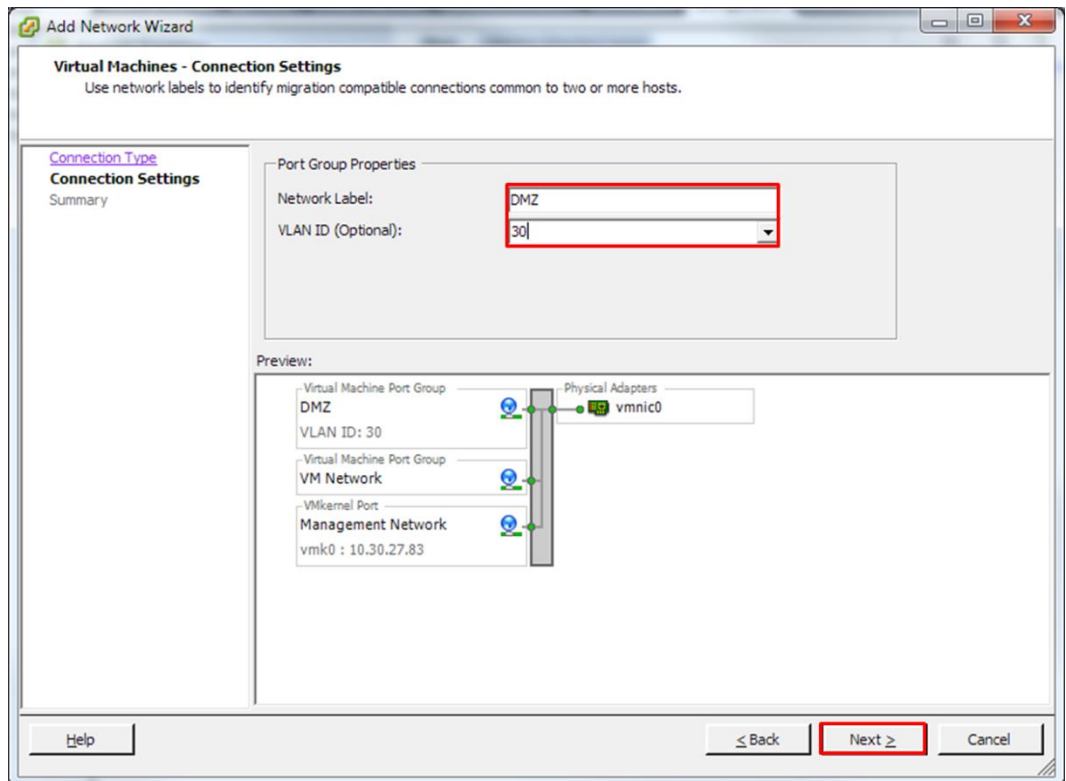 Add Network Wizard
Virtual Machines - Connection Settings
Use network labels to identify migration compatible connections common to two or more hosts.
Connection Type
Connection Settings
Summary
Port Group Properties
Network Label:
DMZ
VLAN ID (Optional):
30
Preview:
Virtual Machine Port Group
DMZ
VLAN ID: 30
Physical Adapters
vmnic0
Virtual Machine Port Group
VM Network
VMkernel Port
Management Network
vmk0 : 10.30.27.83
Help
< Back
Next >
Cancel